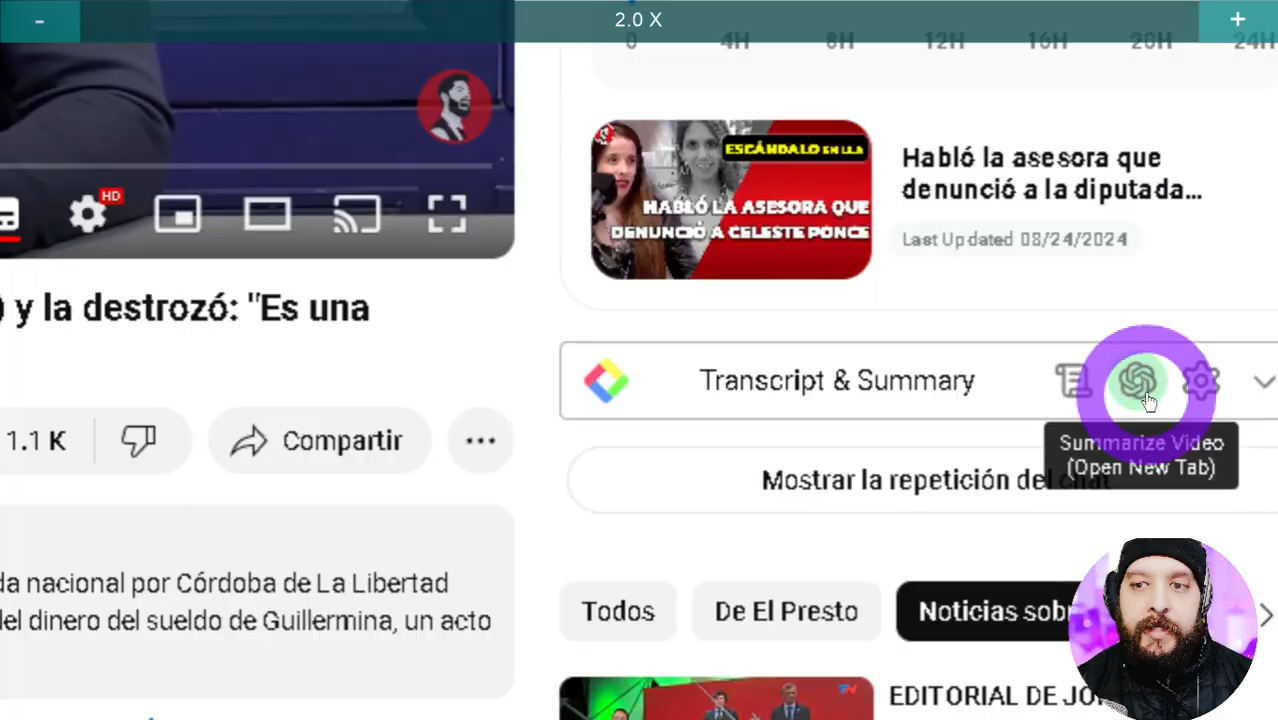 -
2.0 X
+
0 4H 8H 12H 16H 20H 24H
HD
ESCÁNDALO EN LLA
HABLÓ LA ASESORA QUE
DENUNCIÓ A CELESTE PONCE
Habló la asesora que
denunció a la diputada...
Last Updated 08/24/2024
) y la destrozó: "Es una
Transcript & Summary
Summarize Video
(Open New Tab)
1.1 K
Compartir
Mostrar la repetición del chat
da nacional por Córdoba de La Libertad
del dinero del sueldo de Guillermina, un acto
Todos
De El Presto
Noticias sob
EDITORIAL DE JO